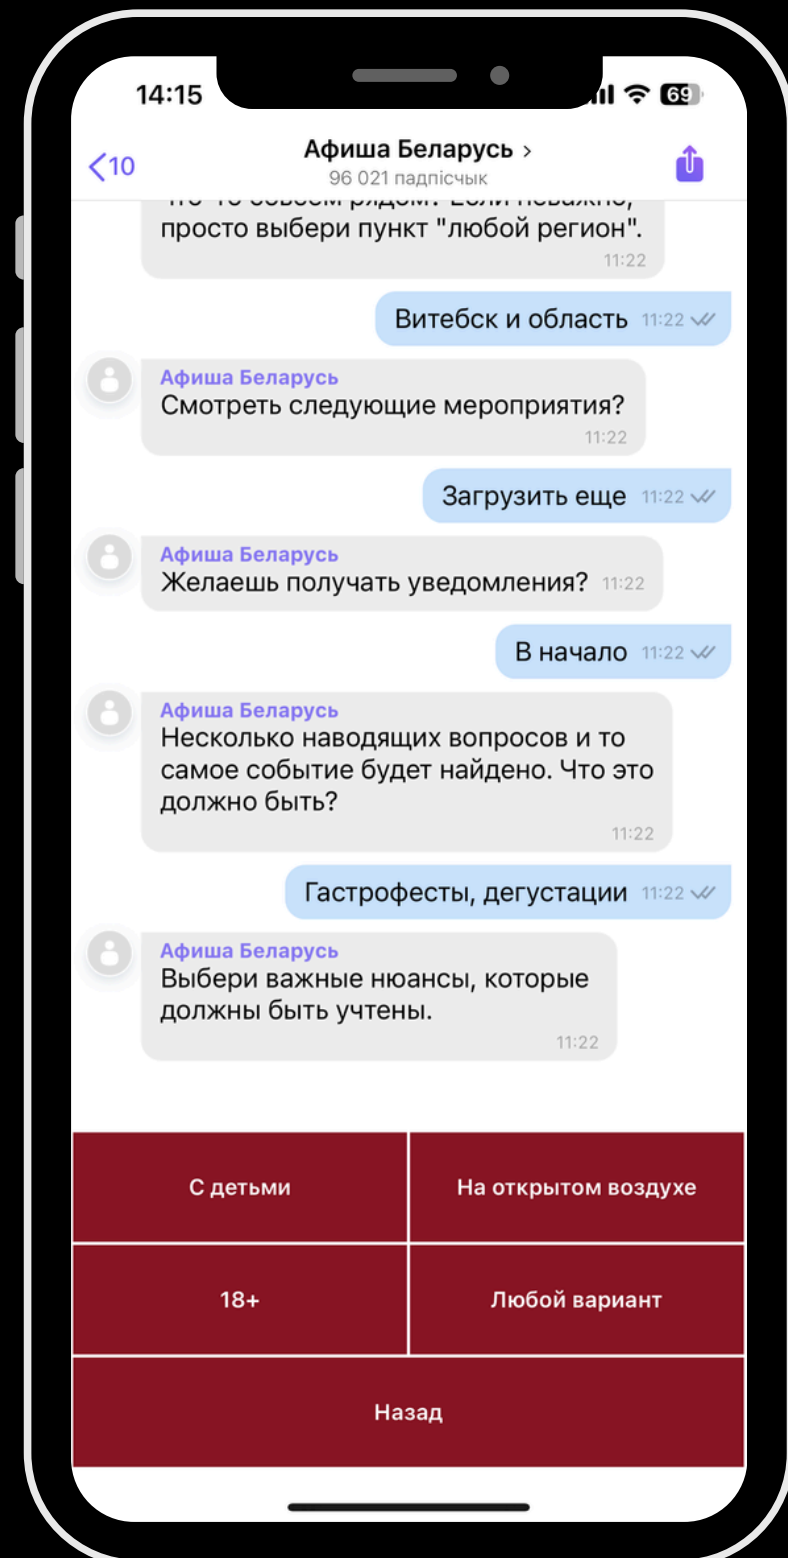 14:15
69
10
Афиша Беларусь
96 021 падпісчык
просто выбери пункт "любой регион".
11:22
Витебск и область 11:22
Афиша Беларусь
Смотреть следующие мероприятия?
11:22
Загрузить еще 11:22
Афиша Беларусь
Желаешь получать уведомления? 11:22
В начало 11:22
Афиша Беларусь
Несколько наводящих вопросов и то
самое событие будет найдено. Что это
должно быть?
11:22
Гастрофесты, дегустации 11:22
Афиша Беларусь
Выбери важные нюансы, которые
должны быть учтены.
11:22
С детьми
На открытом воздухе
18+
Любой вариант
Назад